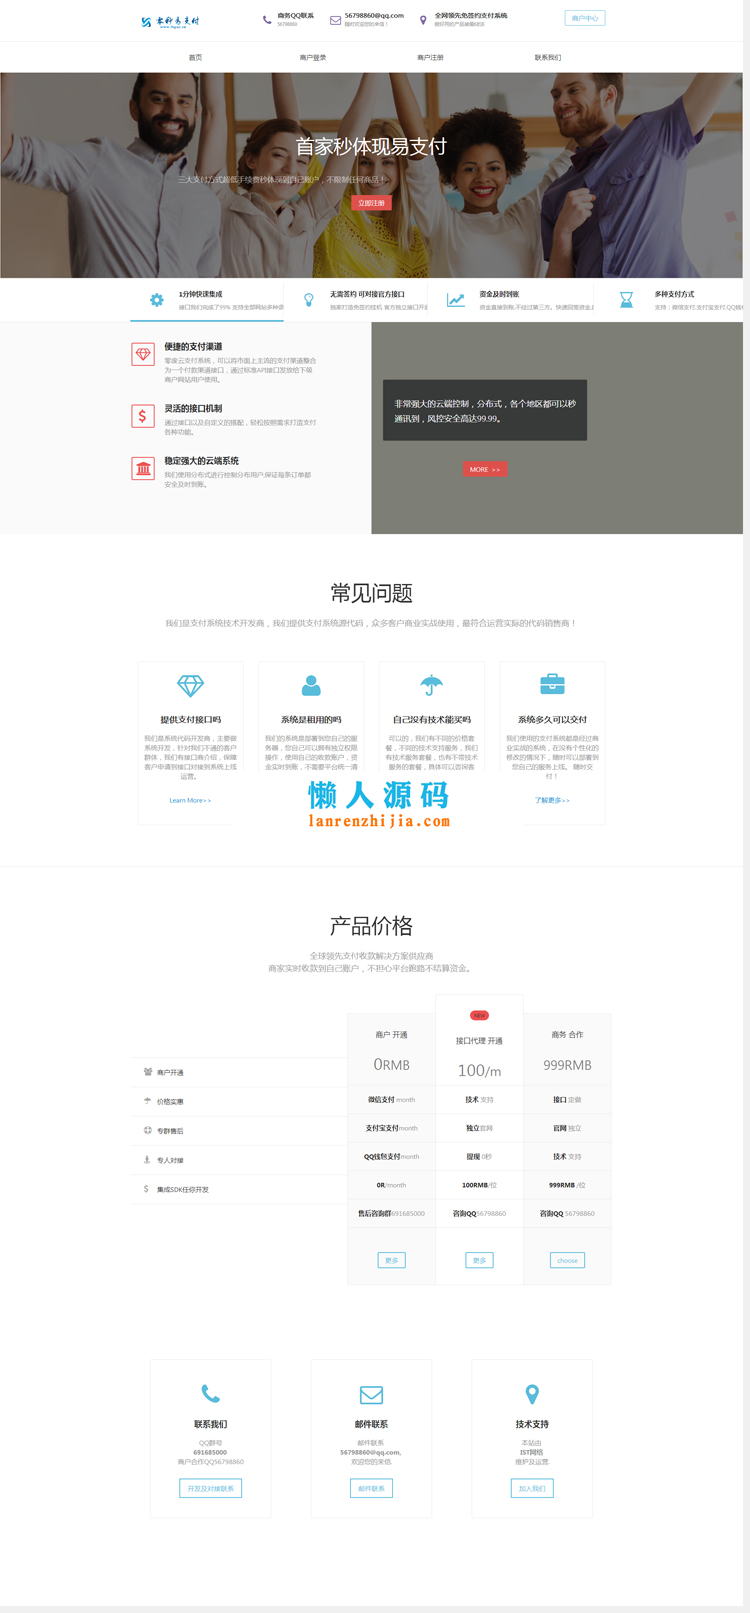 商务QQ联系
56798860
56798860@qq.com
随时欢迎您的来信！
全网领先免签约支付系统
商户中心
首页
商户登录
商户注册
联系我们
首家秒体现易支付
三大支付方式超低手续费秒体现到自己账户，不限制任何商品！
立即注册
1分钟快速集成
接口我们完成了99% 支持全部网站多种语
无需签约 可对接官方接口
独家打造免签约挂机 官方独立接口开
资金及时到账
资金直接到账,不经过第三方。快速回笼资金,
多种支付方式
支持：微信支付,支付宝支付.QQ钱
便捷的支付渠道
零度云支付系统，可以将市面上主流的支付渠道整合
为一个付款渠道接口，通过标准API接口发放给下级
商户网站用户使用。
灵活的接口机制
通过接口以及自定义的搭配，轻松按照需求打造支付
各种功能。
稳定强大的云端系统
我们使用分布式进行控制分布用户,保证每条订单都
安全及时到账。
非常强大的云端控制，分布式，各个地区都可以秒
通讯到，风控安全高达99.99。
MORE >>
常见问题
我们是支付系统技术开发商，我们提供支付系统源代码，众多客户商业实战使用，最符合运营实际的代码销售商！
提供支付接口吗
我们是系统代码开发商，主要做
系统开发，针对我们不通的客户
群体，我们有接口商介绍，保障
客户申请到接口对接到系统上线
运营。
Learn More>>
系统是租用的吗
我们的系统是部署到您自己的服
务器，您自己可以拥有独立权限
操作，使用自己的收款账户，资
金实时到账，不需要平台统一清
自己没有技术能买吗
可以的，我们有不同的价格套
餐，不同的技术支持服务，我们
有技术服务套餐，也有不带技术
服务的套餐，具体可以咨询客
系统多久可以交付
我们使用的支付系统都是经过商
业实战的系统，在没有个性化的
修改的情况下，随时可以部署到
您自己的服务上线。 随时交
付！
了解更多>>
懒人源码
lanrenzhijia.com
产品价格
全球领先支付收款解决方案供应商
商家实时收款到自己账户，不担心平台跑路不结算资金。
商户开通
价格实惠
专群售后
专人对接
集成SDK任你开发
商户 开通
0RMB
微信支付 month
支付宝支付month
QQ钱包支付month
0R/month
售后咨询群691685000
更多
NEW
接口代理 开通
100/m
技术 支持
独立官网
提现 0秒
100RMB/位
咨询QQ56798860
更多
商务 合作
999RMB
接口 定做
官网 独立
技术 支持
999RMB /位
咨询QQ 56798860
choose
联系我们
QQ群号
691685000
商户合作QQ56798860
开发及对接联系
邮件联系
邮件联系
56798860@qq.com,
欢迎您的来信.
邮件联系
技术支持
本站由
IST网络
维护及运营.
加入我们